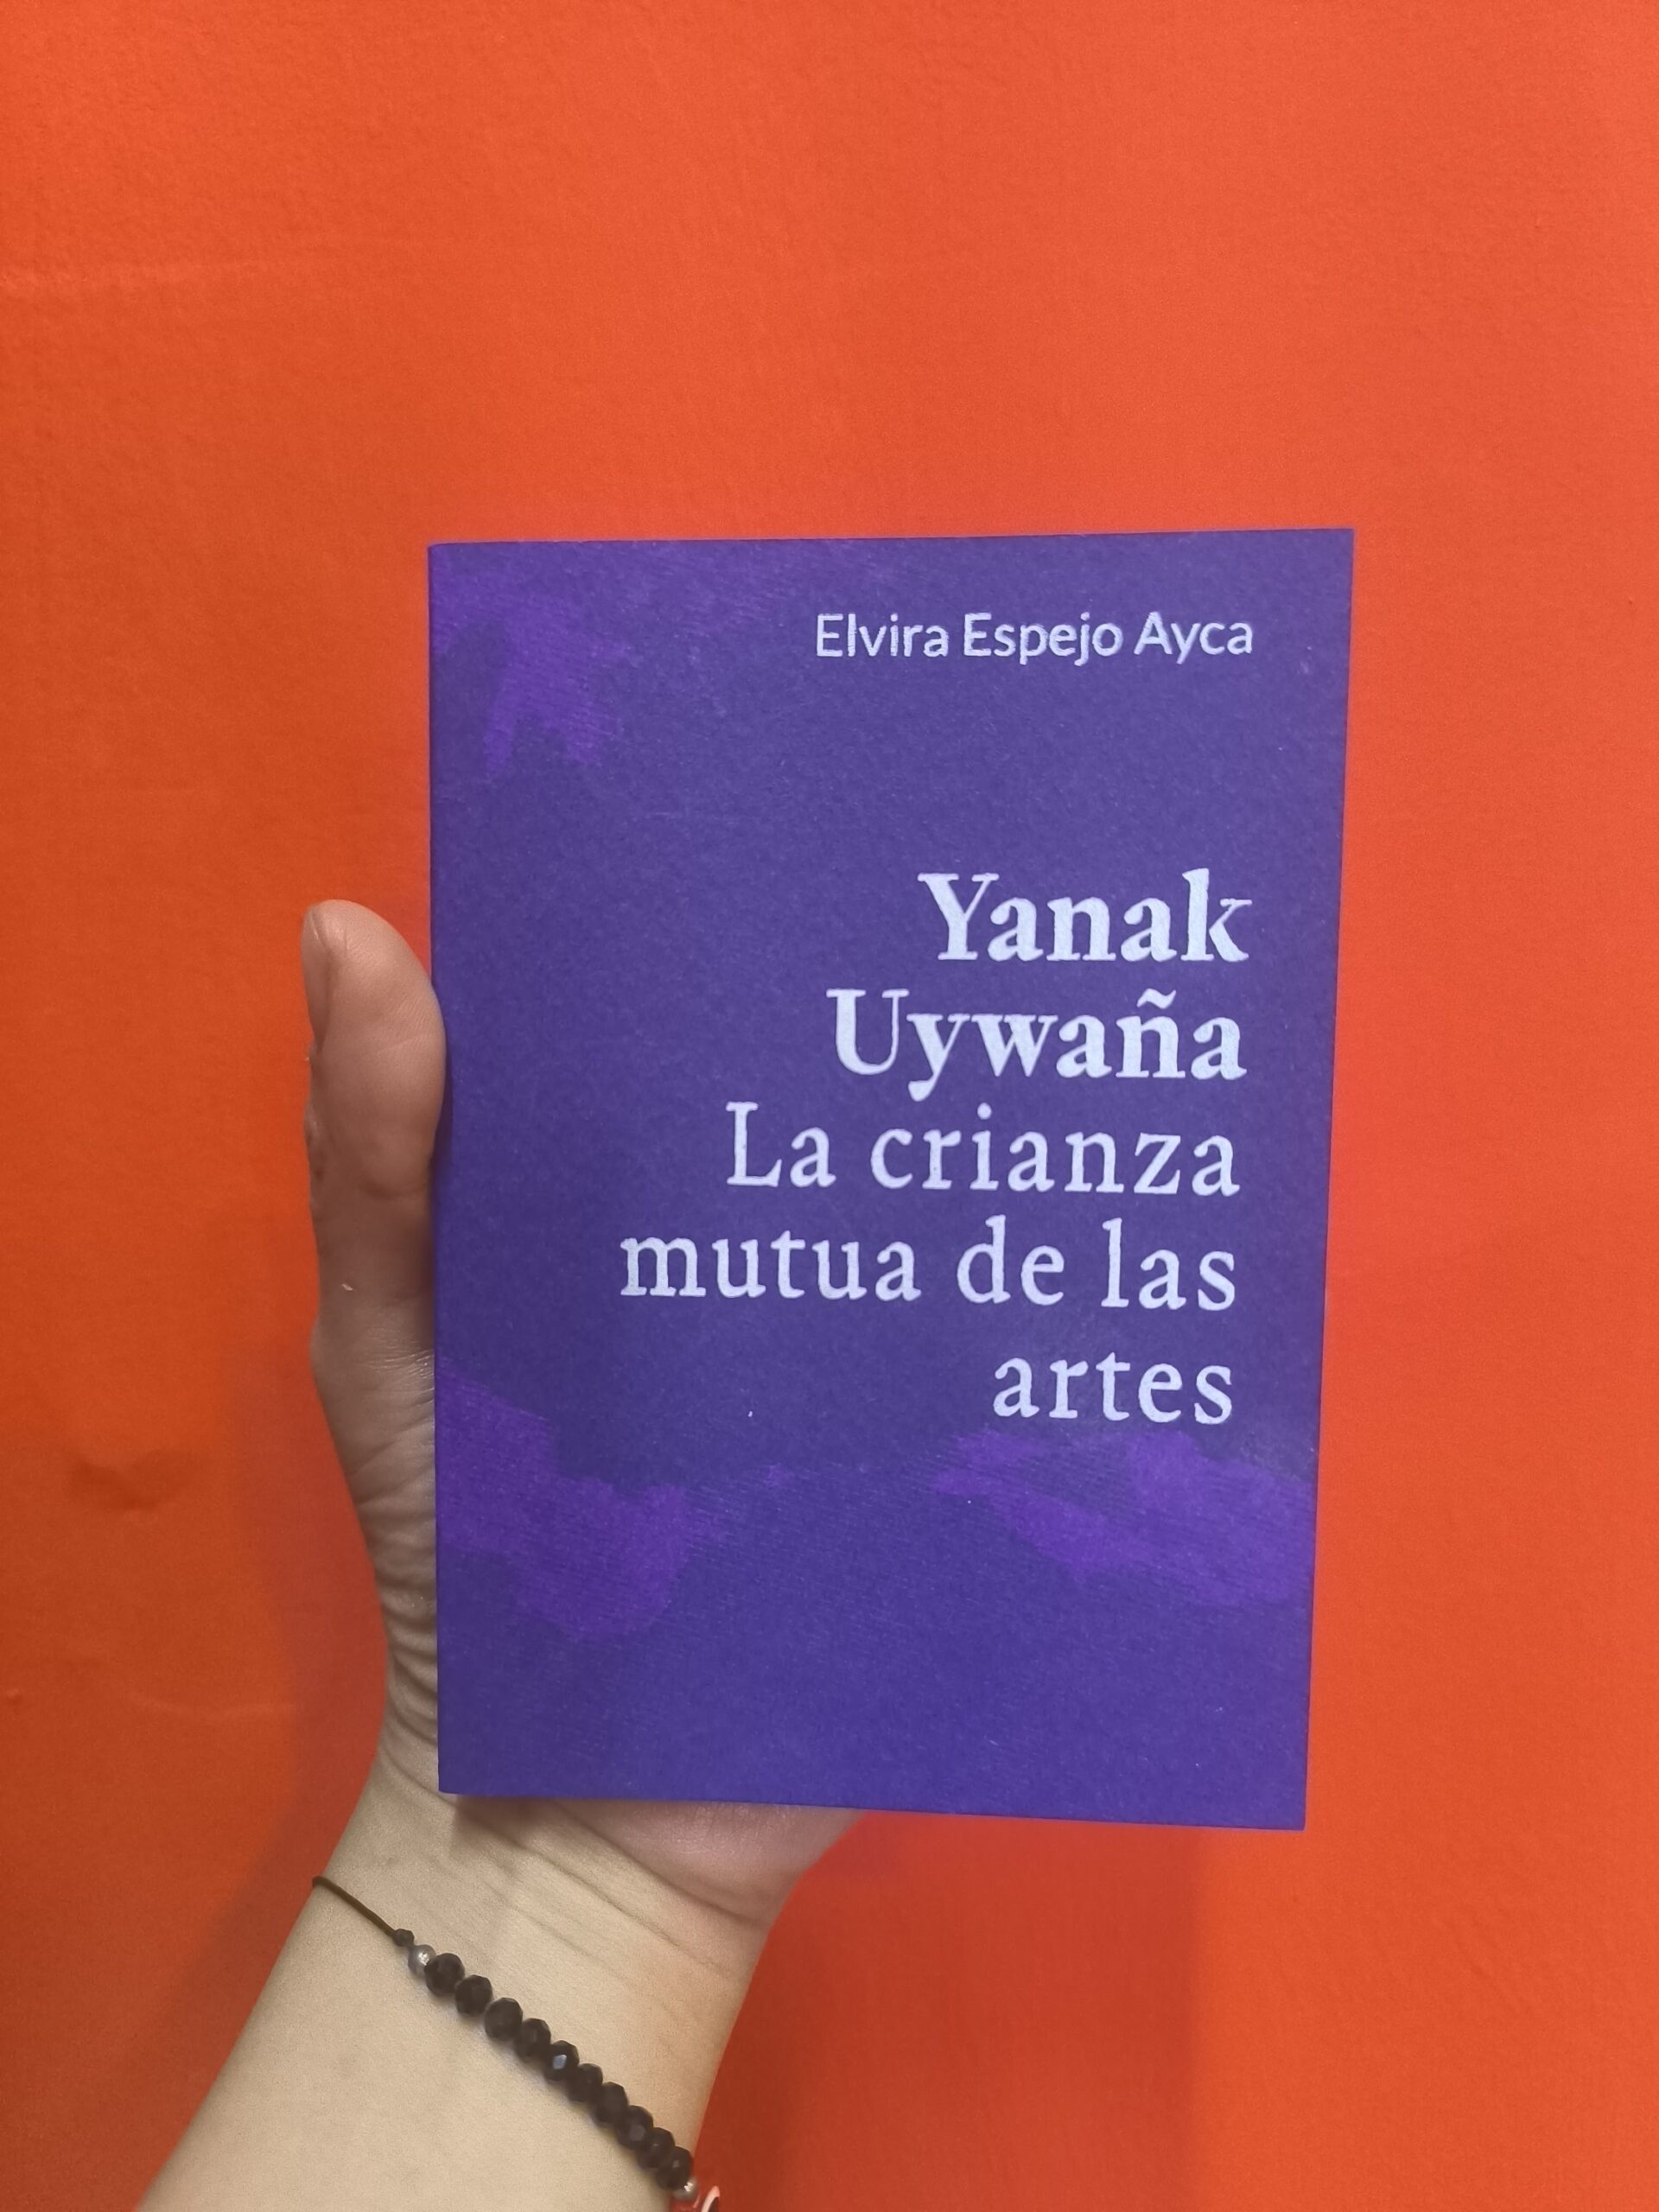 Elvira Espejo Ayca
Yanak
Uywaña
La crianza
mutua de las
artes